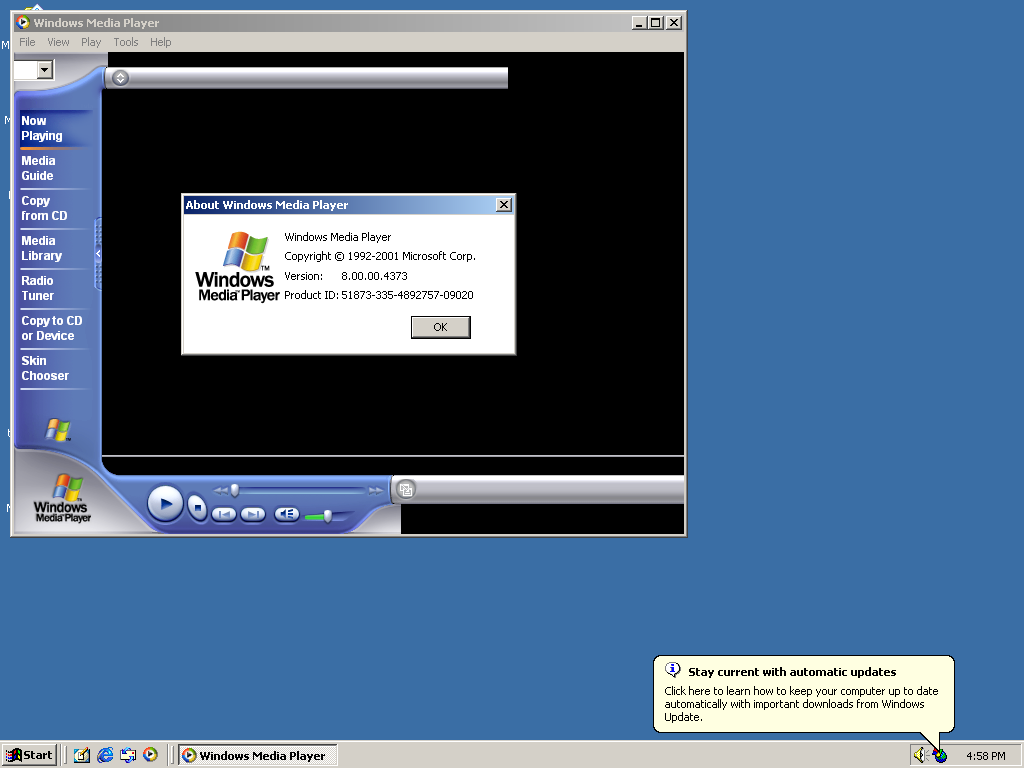 Windows Media Player
File View Play Tools Help
Now
Playing
Media
Guide
Copy
from CD
Media
Library
Radio
Tuner
Copy to CD
or Device
Skin
Chooser
Windows
Media Player
About Windows Media Player
Windows
Media Player
Windows Media Player
Copyright © 1992-2001 Microsoft Corp.
Version: 8.00.00.4373
Product ID: 51873-335-4892757-09020
OK
Stay current with automatic updates
Click here to learn how to keep your computer up to date
automatically with important downloads from Windows
Update.
Start
Windows Media Player
4:58 PM